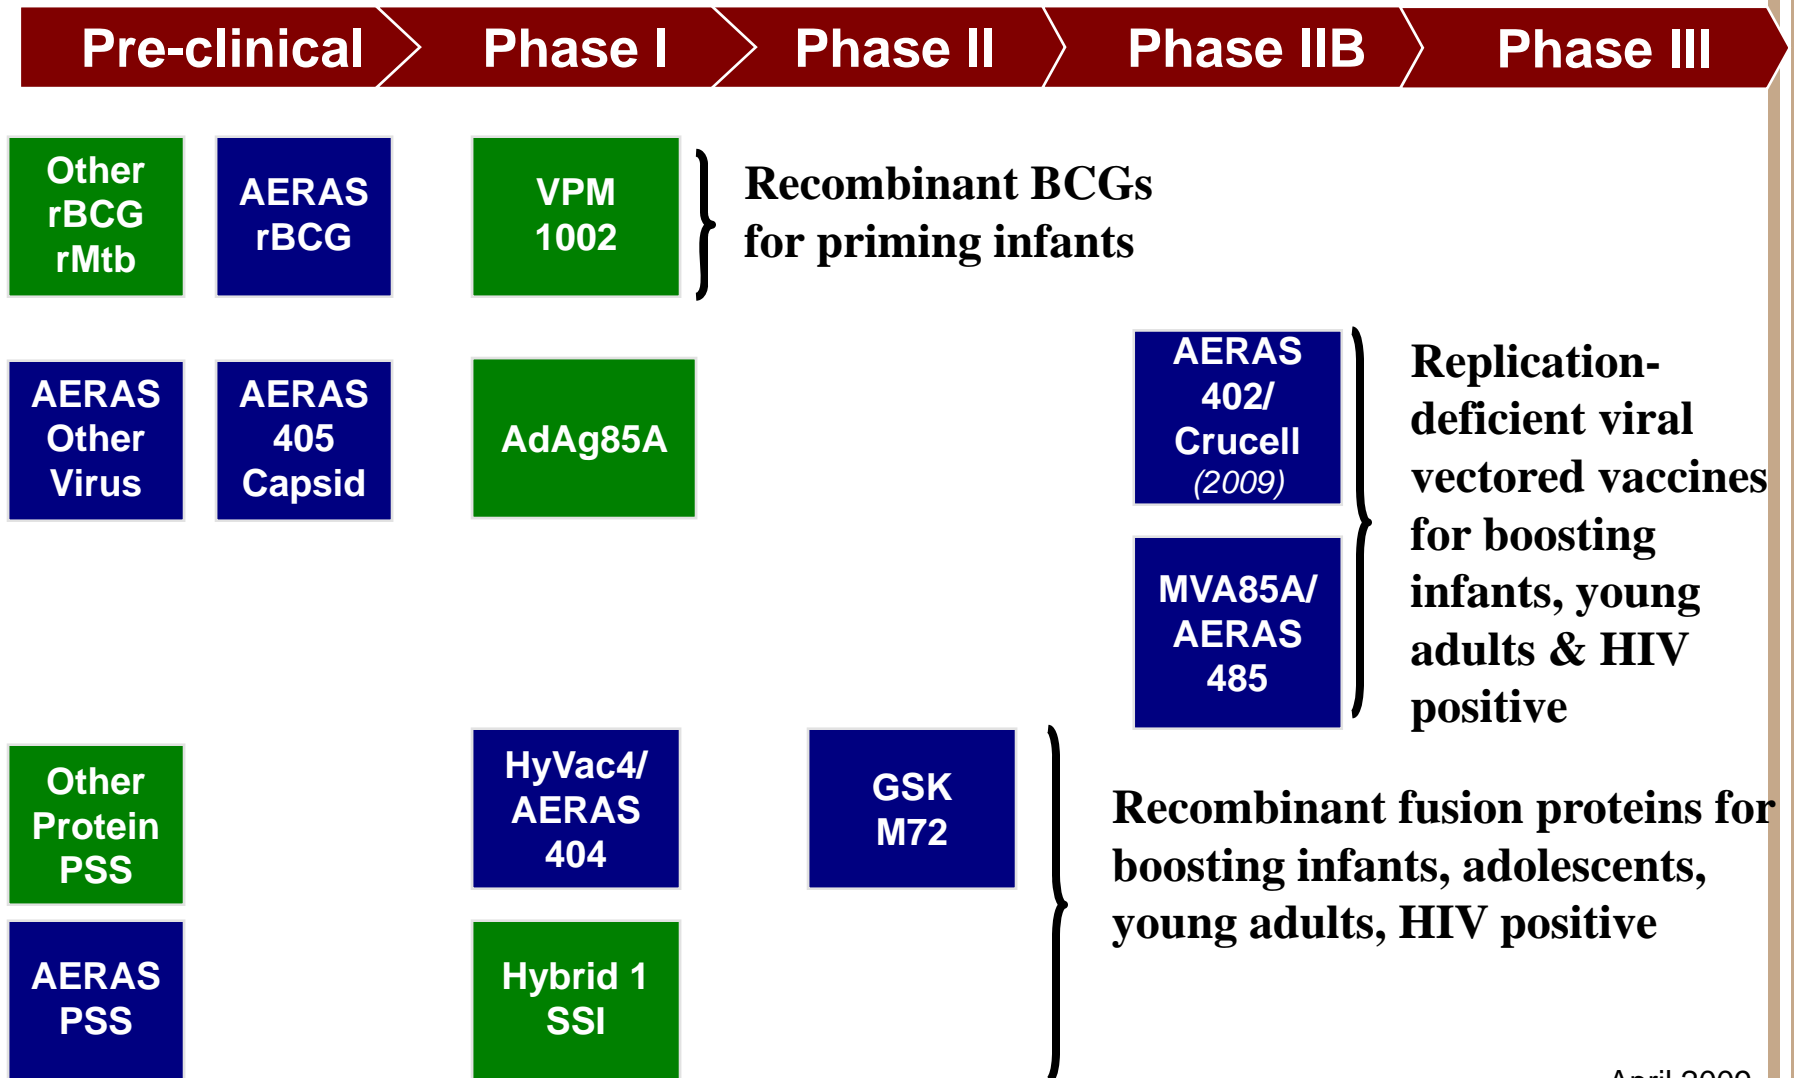 Pre-clinical
Phase I
Phase II
Phase IIB
Phase III
Other
rBCG
rMtb
AERAS
rBCG
VPM
1002
Recombinant BCGs
for priming infants
AERAS
Other
Virus
AERAS
405
Capsid
AdAg85A
AERAS
402/
Crucell
(2009)
MVA85A/
AERAS
485
Replication-
deficient viral
vectored vaccines
for boosting
infants, young
adults & HIV
positive
Other
Protein
PSS
HyVac4/
AERAS
404
GSK
M72
Recombinant fusion proteins for
boosting infants, adolescents,
young adults, HIV positive
AERAS
PSS
Hybrid 1
SSI
April 2009